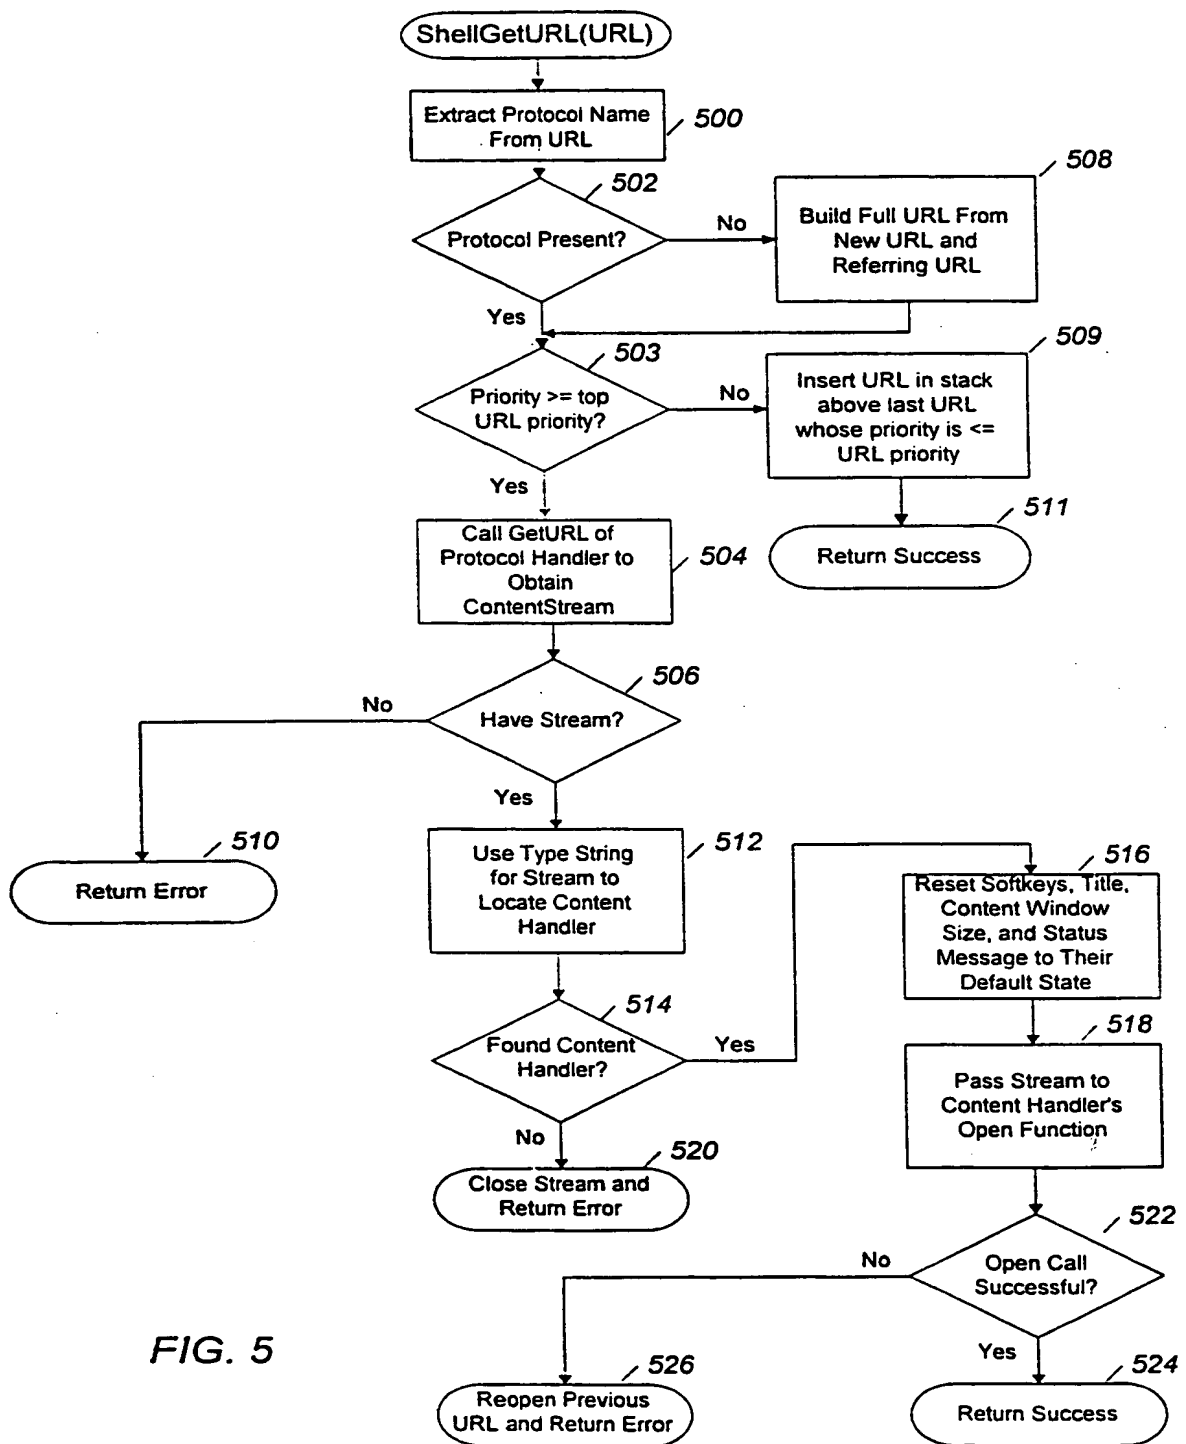 ShellGetURL(URL)
Extract Protocol Name
From URL
500
502
Protocol Present?
No
Yes
508
Build Full URL From
New URL and
Referring URL
503
Priority >= top
URL priority?
No
Yes
509
Insert URL in stack
above last URL
whose priority is <=
URL priority
511
Return Success
Call GetURL of
Protocol Handler to
Obtain
ContentStream
504
506
Have Stream?
No
Yes
510
Return Error
Use Type String
for Stream to
Locate Content
Handler
512
514
Found Content
Handler?
Yes
No
516
Reset Softkeys, Title,
Content Window
Size, and Status
Message to Their
Default State
518
Pass Stream to
Content Handler's
Open Function
520
Close Stream and
Return Error
522
Open Call
Successful?
No
Yes
526
Reopen Previous
URL and Return Error
524
Return Success
FIG. 5